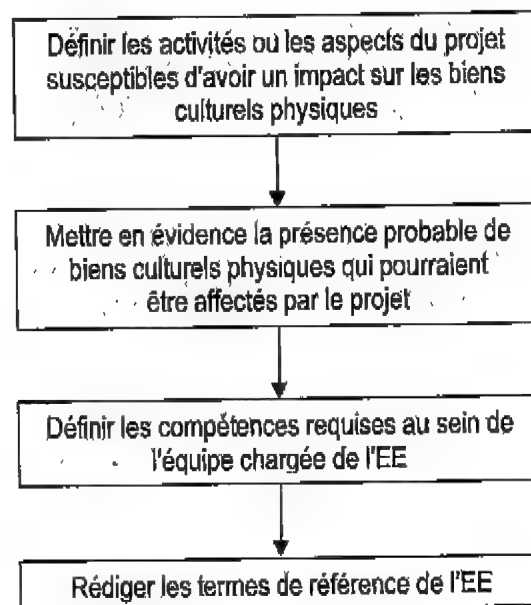 Définir les activités ou les aspects du projet
susceptibles d'avoir un impact sur les biens
culturels physiques
Mettre en évidence la présence probable de
biens culturels physiques qui pourraient
être affectés par le projet
Définir les compétences requises au sein de
l'équipe chargée de l'EE
Rédiger les termes de référence de l'EE